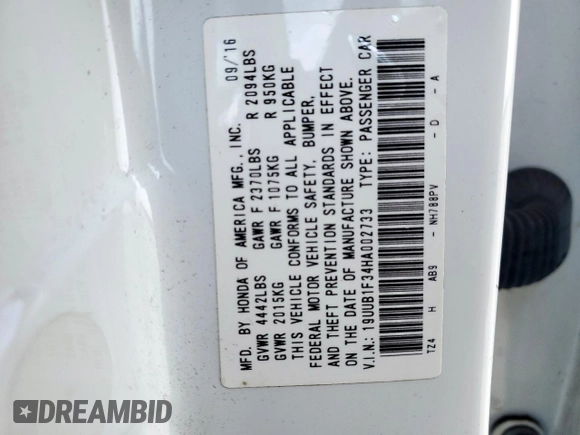 MFD. BY HONDA OF AMERICA MFG., INC. 09/16
GVWR 4442LBS GAWR F 2370LBS R 2094LBS
GVWR 2015KG GAWR F 1075KG R 950KG
THIS VEHICLE CONFORMS TO ALL APPLICABLE
FEDERAL MOTOR VEHICLE SAFETY, BUMPER,
AND THEFT PREVENTION STANDARDS IN EFFECT
ON THE DATE OF MANUFACTURE SHOWN ABOVE.
V.I.N.: 19UUB1F34HA002733 TYPE: PASSENGER CAR
TZ4 H AB9 - NH788PV - D - A
DREAMBID